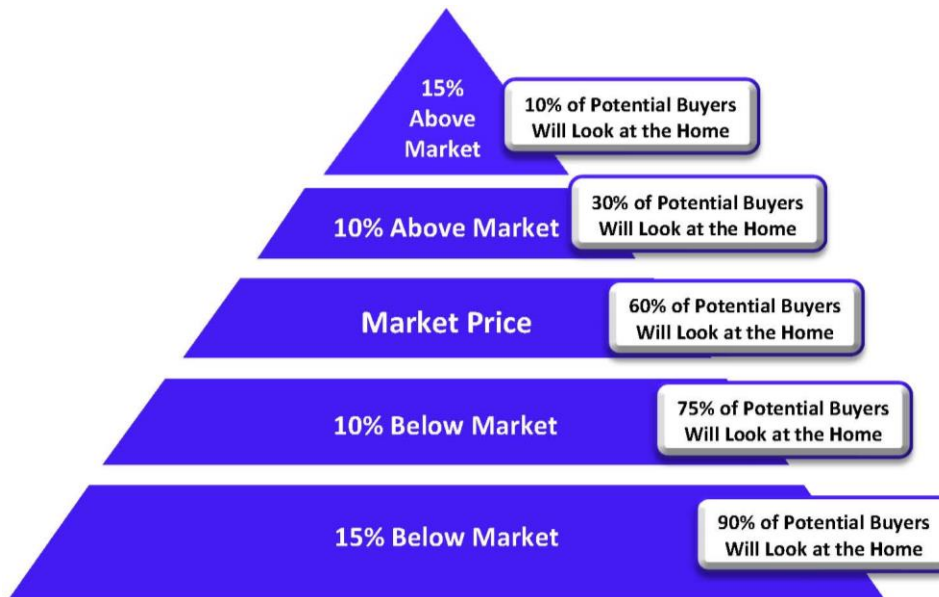 15%
Above
Market
10% of Potential Buyers
Will Look at the Home
10% Above Market
30% of Potential Buyers
Will Look at the Home
Market Price
60% of Potential Buyers
Will Look at the Home
10% Below Market
75% of Potential Buyers
Will Look at the Home
15% Below Market
90% of Potential Buyers
Will Look at the Home